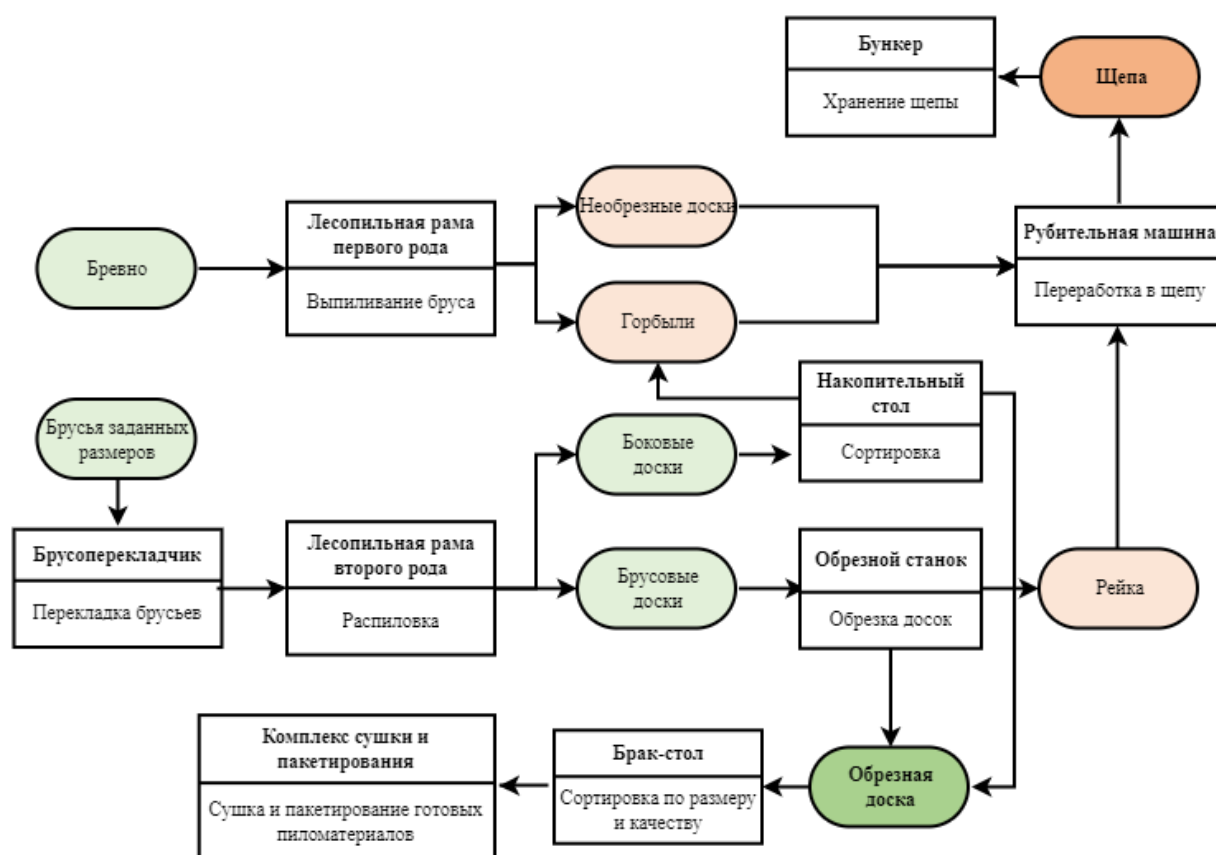 Бункер
Хранение щепы
Щепа
Необрезные доски
Лесопильная рама
первого рода
Выпиливание бруса
Бревно
Рубительная машина
Переработка в щепу
Горбыли
Накопительный
стол
Сортировка
Брусья заданных
размеров
Боковые
доски
Брусоперекладчик
Перекладка брусьев
Лесопильная рама
второго рода
Распиловка
Брусовые
доски
Обрезной станок
Обрезка досок
Рейка
Комплекс сушки и
пакетирования
Сушка и пакетирование готовых
пиломатериалов
Брак-стол
Сортировка по размеру
и качеству
Обрезная
доска